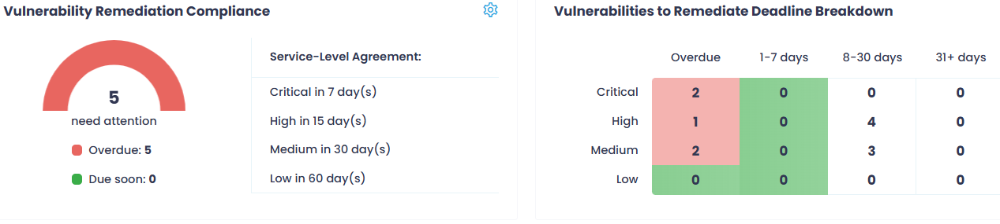 Vulnerability Remediation Compliance
5
need attention
Overdue: 5
Due soon: 0
Service-Level Agreement:
Critical in 7 day(s)
High in 15 day(s)
Medium in 30 day(s)
Low in 60 day(s)
Vulnerabilities to Remediate Deadline Breakdown
Overdue 1-7 days 8-30 days 31+ days
Critical 2 0 0 0
High 1 0 4 0
Medium 2 0 3 0
Low 0 0 0 0